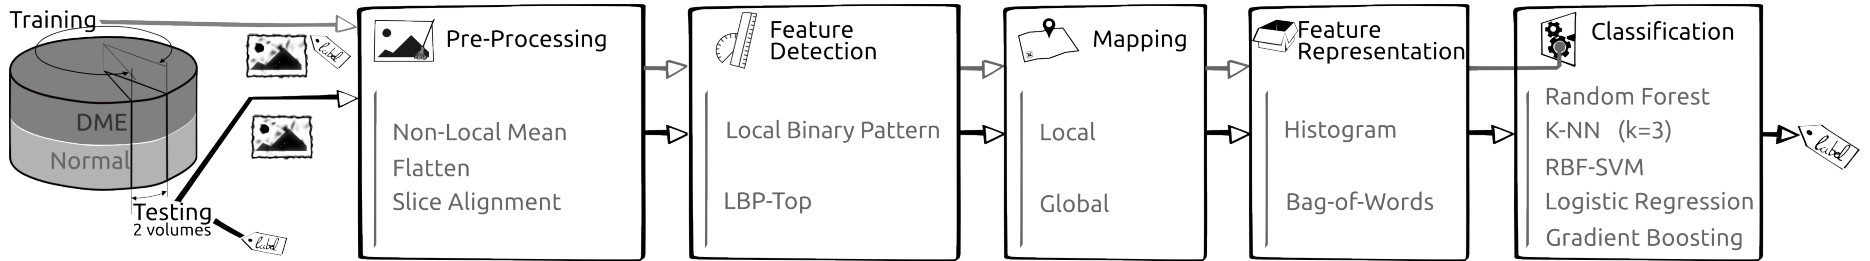 Training
DME
Normal
Testing
2 volumes
label
label
Pre-Processing
Non-Local Mean
Flatten
Slice Alignment
Feature
Detection
Local Binary Pattern
LBP-Top
Mapping
Local
Global
Feature
Representation
Histogram
Bag-of-Words
Classification
Random Forest
K-NN (k=3)
RBF-SVM
Logistic Regression
Gradient Boosting
label